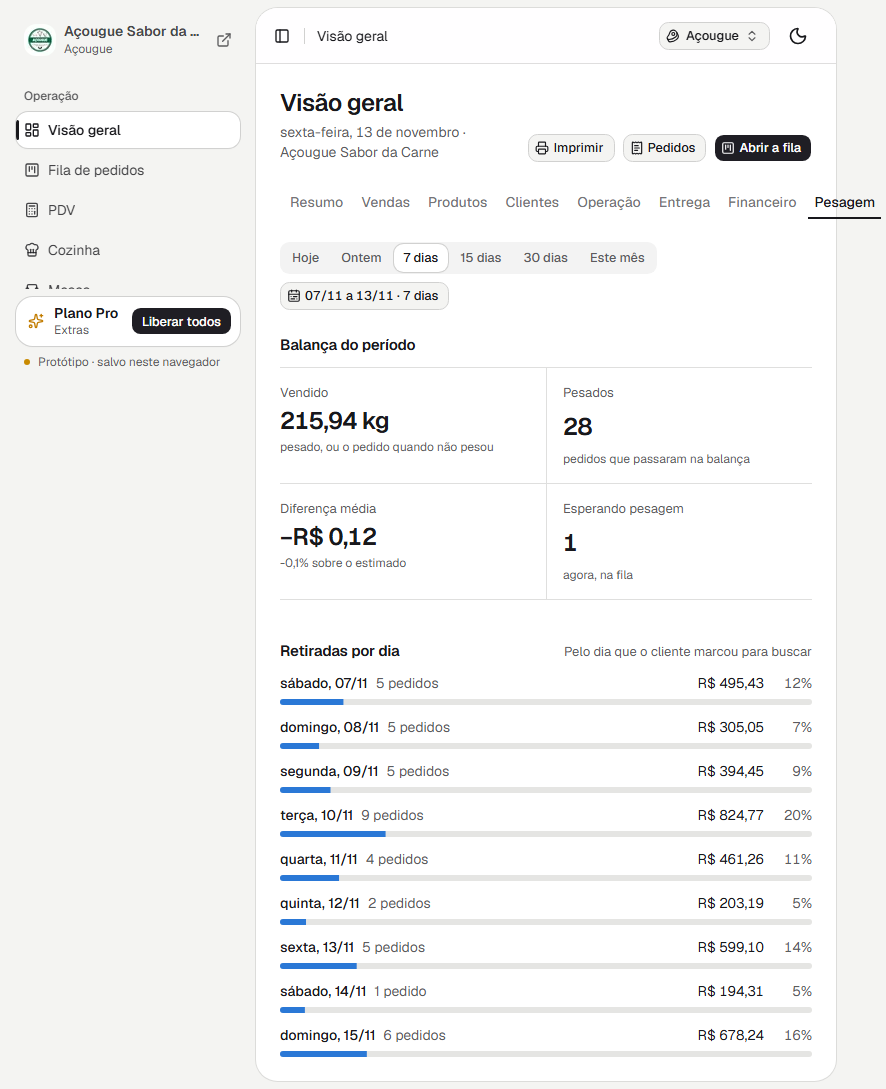 Açougue Sabor da ...
Açougue
Operação
Visão geral
Fila de pedidos
PDV
Cozinha
Plano Pro
Extras
Liberar todos
Protótipo · salvo neste navegador
Visão geral
Açougue
Visão geral
sexta-feira, 13 de novembro ·
Açougue Sabor da Carne
Imprimir
Pedidos
Abrir a fila
Resumo Vendas Produtos Clientes Operação Entrega Financeiro Pesagem
Hoje Ontem 7 dias 15 dias 30 dias Este mês
07/11 a 13/11 · 7 dias
Balança do período
Vendido
215,94 kg
pesado, ou o pedido quando não pesou
Pesados
28
pedidos que passaram na balança
Diferença média
−R$ 0,12
-0,1% sobre o estimado
Esperando pesagem
1
agora, na fila
Retiradas por dia
Pelo dia que o cliente marcou para buscar
sábado, 07/11 5 pedidos R$ 495,43 12%
domingo, 08/11 5 pedidos R$ 305,05 7%
segunda, 09/11 5 pedidos R$ 394,45 9%
terça, 10/11 9 pedidos R$ 824,77 20%
quarta, 11/11 4 pedidos R$ 461,26 11%
quinta, 12/11 2 pedidos R$ 203,19 5%
sexta, 13/11 5 pedidos R$ 599,10 14%
sábado, 14/11 1 pedido R$ 194,31 5%
domingo, 15/11 6 pedidos R$ 678,24 16%